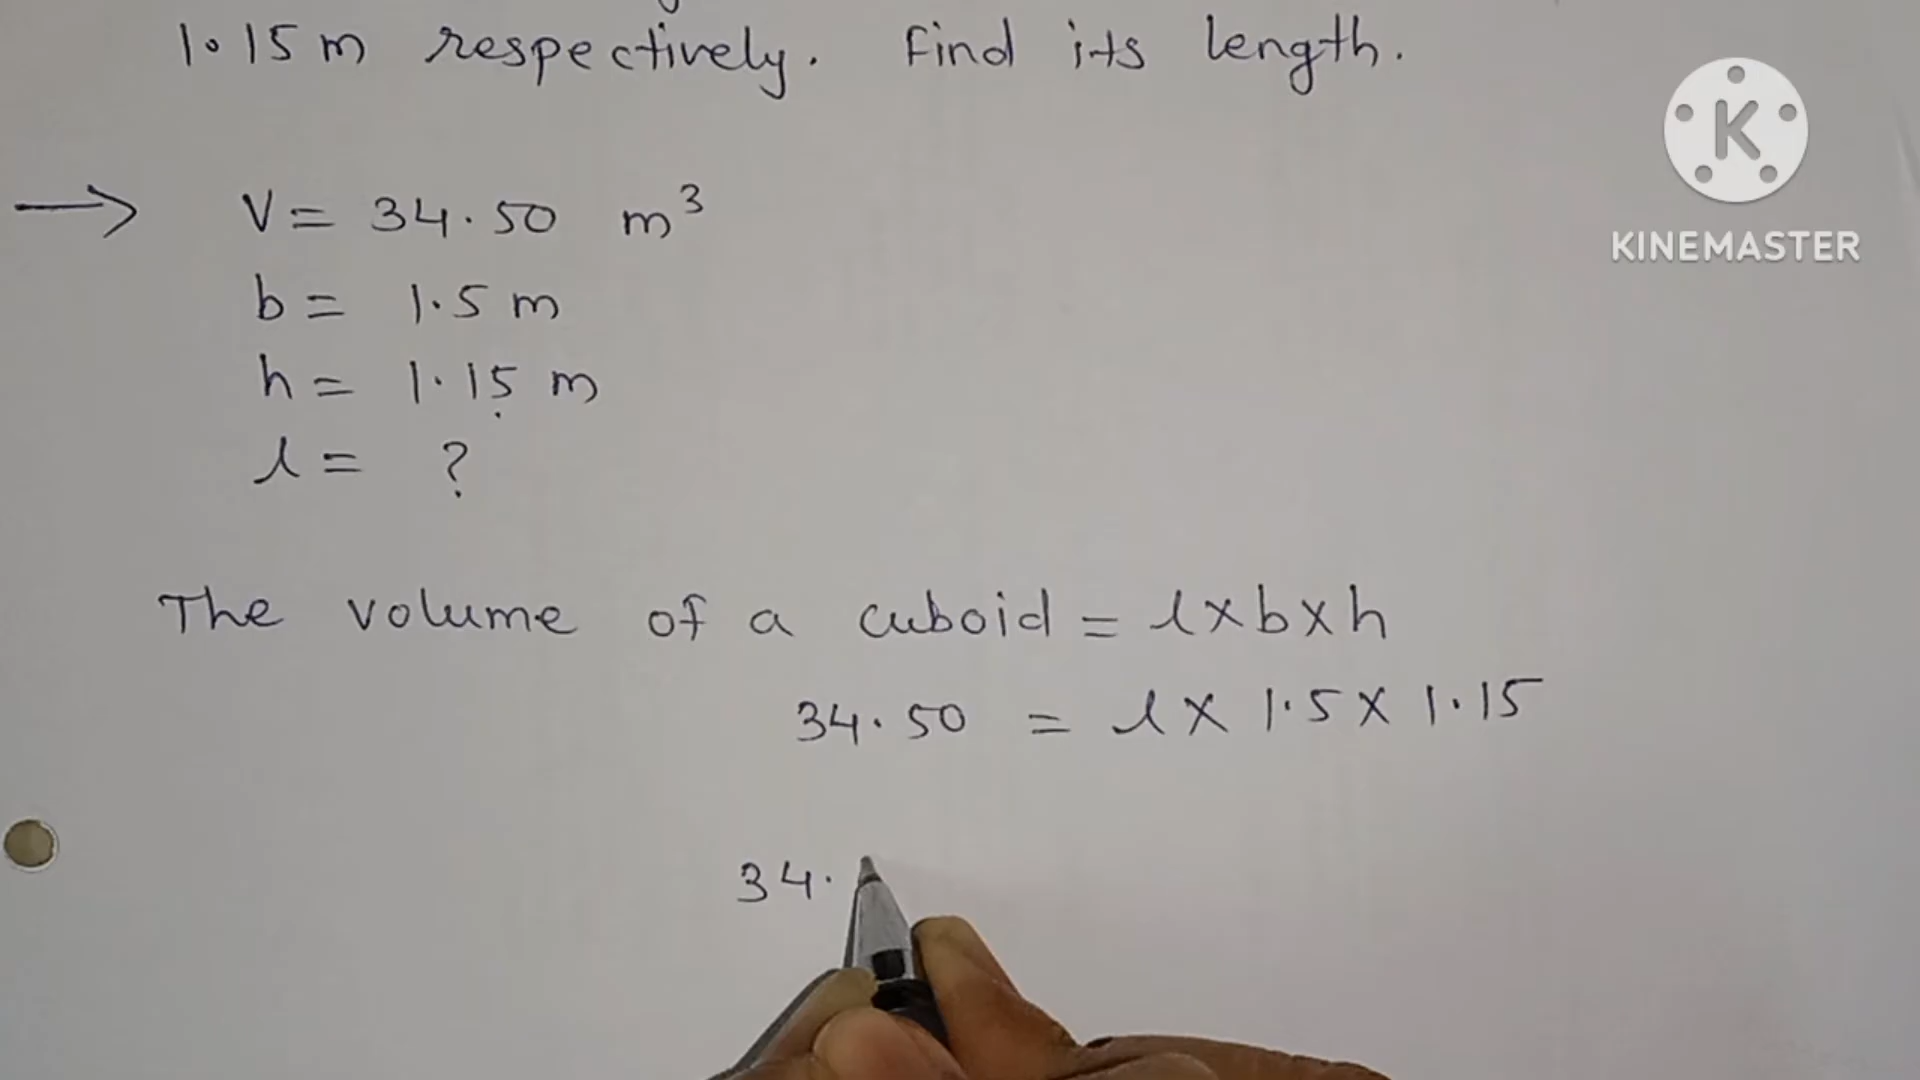 1.15 m respectively. Find its length.
K
KINEMASTER
→ V = 34.50 m³
b = 1.5 m
h = 1.15 m
l = ?
The volume of a cuboid = l × b × h
34.50 = l × 1.5 × 1.15
34.